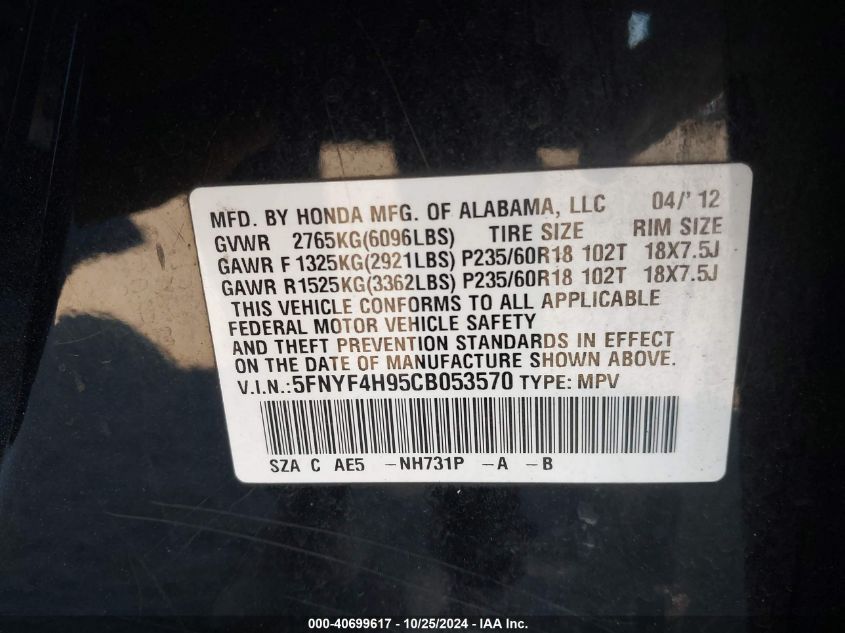 MFD. BY HONDA MFG. OF ALABAMA, LLC 04/' 12
GVWR 2765KG(6096LBS) TIRE SIZE RIM SIZE
GAWR F 1325KG(2921LBS) P235/60R18 102T 18X7.5J
GAWR R1525KG(3362LBS) P235/60R18 102T 18X7.5J
THIS VEHICLE CONFORMS TO ALL APPLICABLE
FEDERAL MOTOR VEHICLE SAFETY
AND THEFT PREVENTION STANDARDS IN EFFECT
ON THE DATE OF MANUFACTURE SHOWN ABOVE.
V.I.N.:5FNYF4H95CB053570 TYPE: MPV
SZA C AE5 -NH731P -A -B
000-40699617 - 10/25/2024 - IAA Inc.